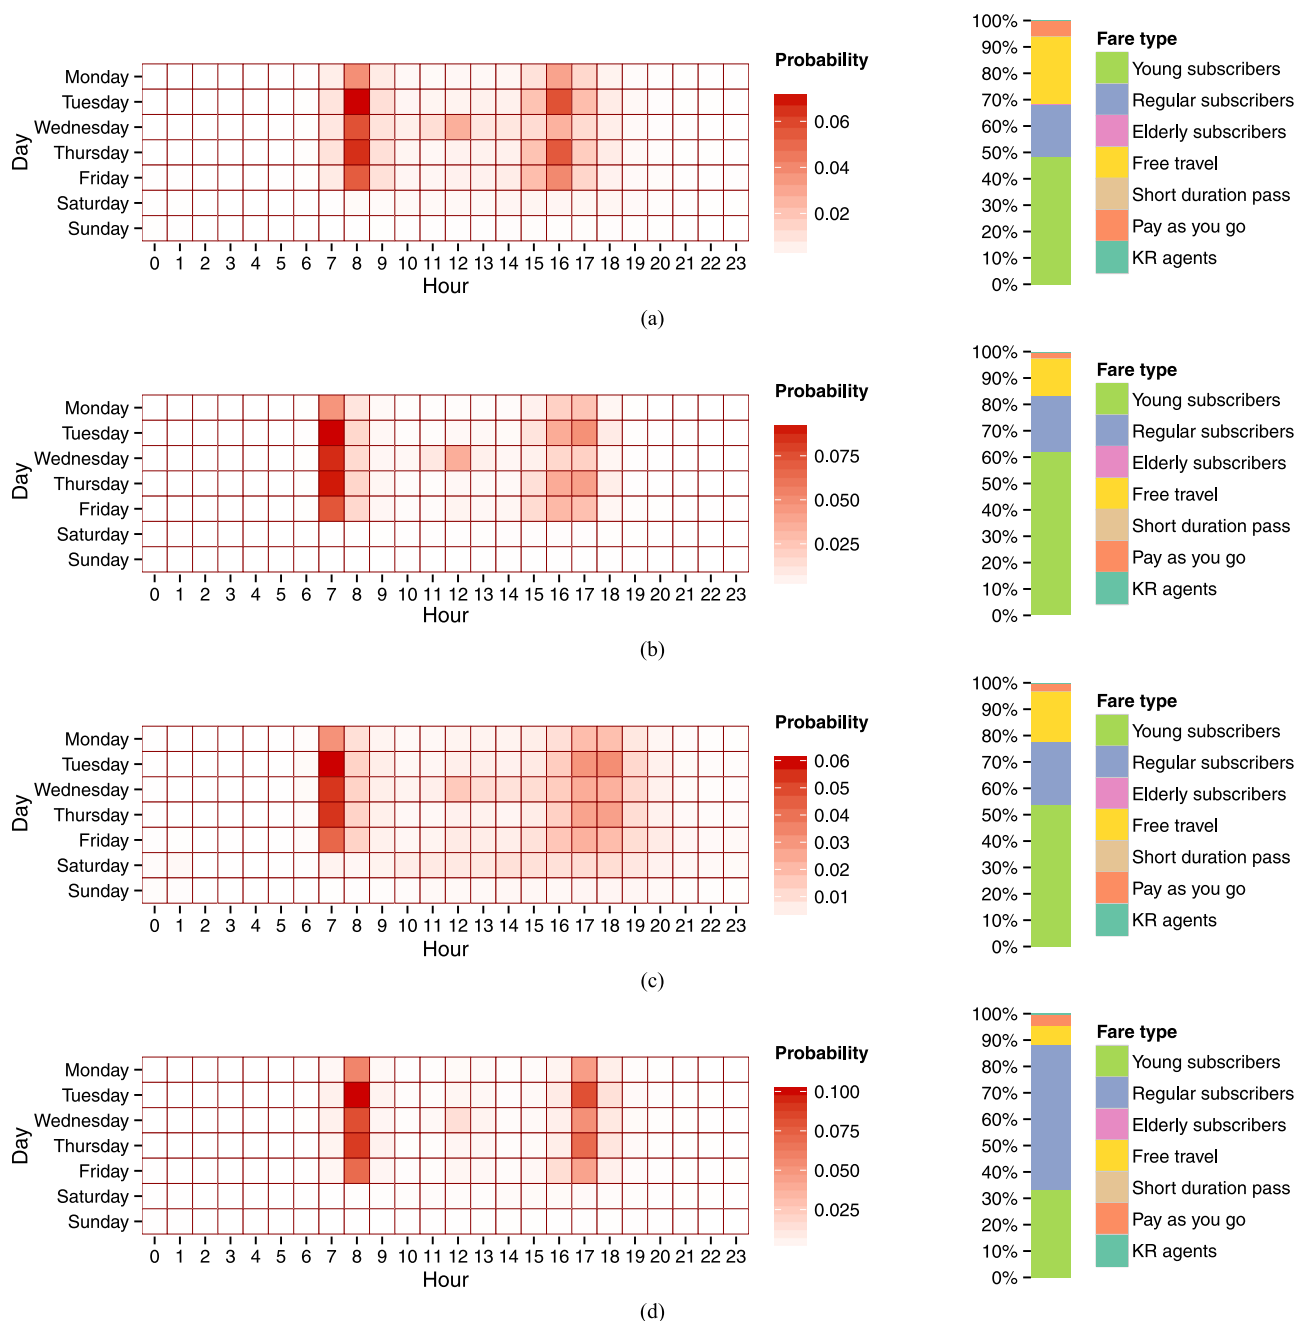 Probability
0.06
0.04
0.02
Day
Monday
Tuesday
Wednesday
Thursday
Friday
Saturday
Sunday
0 1 2 3 4 5 6 7 8 9 10 11 12 13 14 15 16 17 18 19 20 21 22 23
Hour
100%
90%
80%
70%
60%
50%
40%
30%
20%
10%
0%
Fare type
Young subscribers
Regular subscribers
Elderly subscribers
Free travel
Short duration pass
Pay as you go
KR agents
(a)
Probability
0.075
0.050
0.025
Day
Monday
Tuesday
Wednesday
Thursday
Friday
Saturday
Sunday
0 1 2 3 4 5 6 7 8 9 10 11 12 13 14 15 16 17 18 19 20 21 22 23
Hour
100%
90%
80%
70%
60%
50%
40%
30%
20%
10%
0%
Fare type
Young subscribers
Regular subscribers
Elderly subscribers
Free travel
Short duration pass
Pay as you go
KR agents
(b)
Probability
0.06
0.05
0.04
0.03
0.02
0.01
Day
Monday
Tuesday
Wednesday
Thursday
Friday
Saturday
Sunday
0 1 2 3 4 5 6 7 8 9 10 11 12 13 14 15 16 17 18 19 20 21 22 23
Hour
100%
90%
80%
70%
60%
50%
40%
30%
20%
10%
0%
Fare type
Young subscribers
Regular subscribers
Elderly subscribers
Free travel
Short duration pass
Pay as you go
KR agents
(c)
Probability
0.100
0.075
0.050
0.025
Day
Monday
Tuesday
Wednesday
Thursday
Friday
Saturday
Sunday
0 1 2 3 4 5 6 7 8 9 10 11 12 13 14 15 16 17 18 19 20 21 22 23
Hour
100%
90%
80%
70%
60%
50%
40%
30%
20%
10%
0%
Fare type
Young subscribers
Regular subscribers
Elderly subscribers
Free travel
Short duration pass
Pay as you go
KR agents
(d)